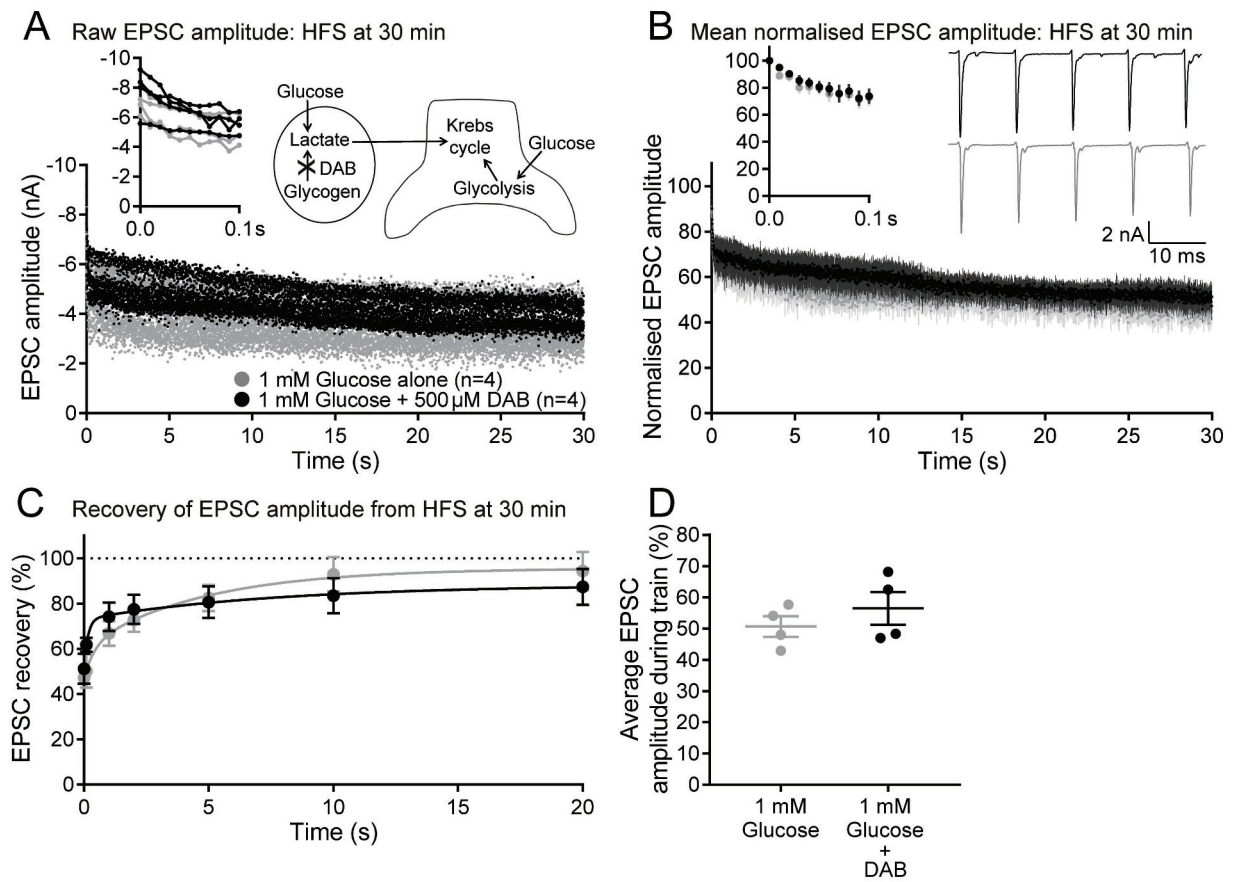 A Raw EPSC amplitude: HFS at 30 min
-10
-8
-6
-4
-2
0
0.0 0.1 s
Glucose
Lactate
DAB
Glycogen
Krebs
cycle
Glucose
Glycolysis
EPSC amplitude (nA)
-10
-8
-6
-4
-2
0
1 mM Glucose alone (n=4)
1 mM Glucose + 500 µM DAB (n=4)
0 5 10 15 20 25 30
Time (s)
B Mean normalised EPSC amplitude: HFS at 30 min
100
80
60
40
20
0
0.0 0.1 s
2 nA
10 ms
Normalised EPSC amplitude
100
80
60
40
20
0
0 5 10 15 20 25 30
Time (s)
C Recovery of EPSC amplitude from HFS at 30 min
EPSC recovery (%)
100
80
60
40
20
0
0 5 10 15 20
Time (s)
D
Average EPSC
amplitude during train (%)
80
70
60
50
40
30
20
10
0
1 mM
Glucose
1 mM
Glucose
+
DAB